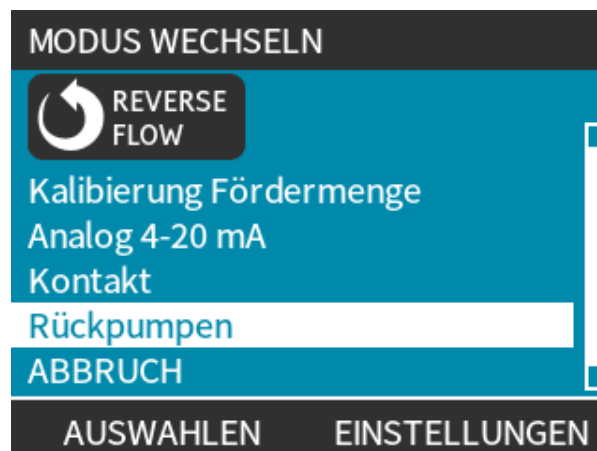 MODUS WECHSELN
REVERSE
FLOW
Kalibierung Fördermenge
Analog 4-20 mA
Kontakt
Rückpumpen
ABBRUCH
AUSWAHLEN EINSTELLUNGEN